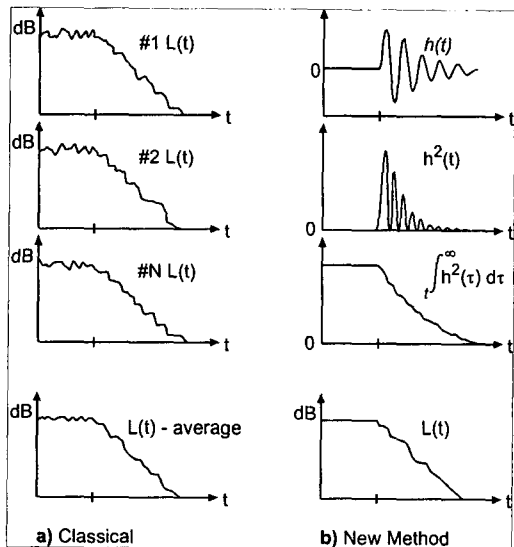 dB
#1 L(t)
t
dB
#2 L(t)
t
dB
#N L(t)
t
dB
L(t) - average
t
a) Classical
h(t)
0
t
h²(t)
0
t
t∫∞ h²(τ) dτ
0
t
dB
L(t)
t
b) New Method